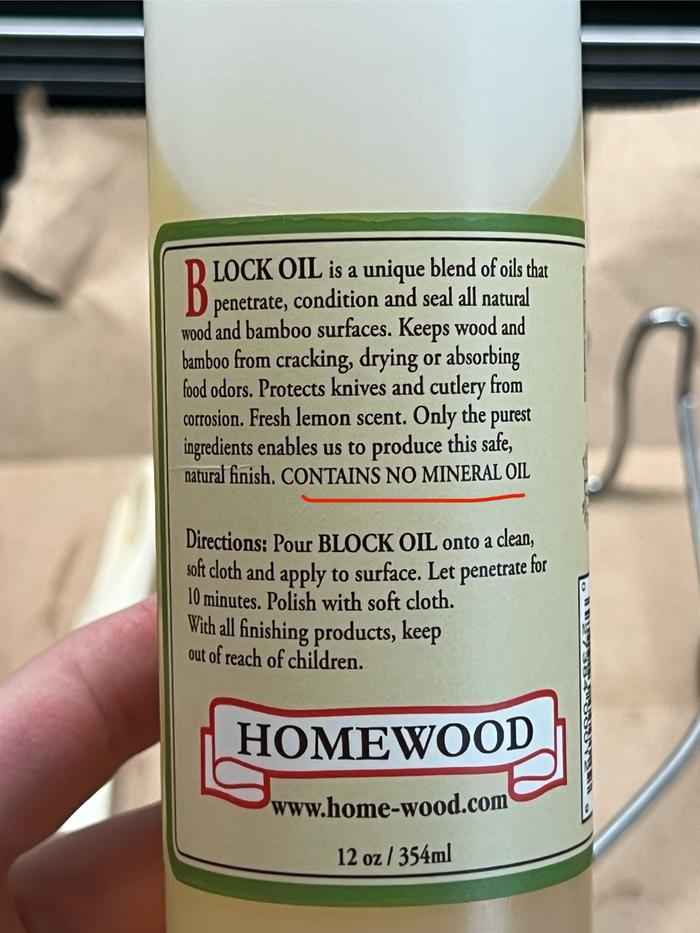 BLOCK OIL is a unique blend of oils that
penetrate, condition and seal all natural
wood and bamboo surfaces. Keeps wood and
bamboo from cracking, drying or absorbing
food odors. Protects knives and cutlery from
corrosion. Fresh lemon scent. Only the purest
ingredients enables us to produce this safe,
natural finish. CONTAINS NO MINERAL OIL
Directions: Pour BLOCK OIL onto a clean,
soft cloth and apply to surface. Let penetrate for
10 minutes. Polish with soft cloth.
With all finishing products, keep
out of reach of children.
HOMEWOOD
www.home-wood.com
12 oz / 354ml